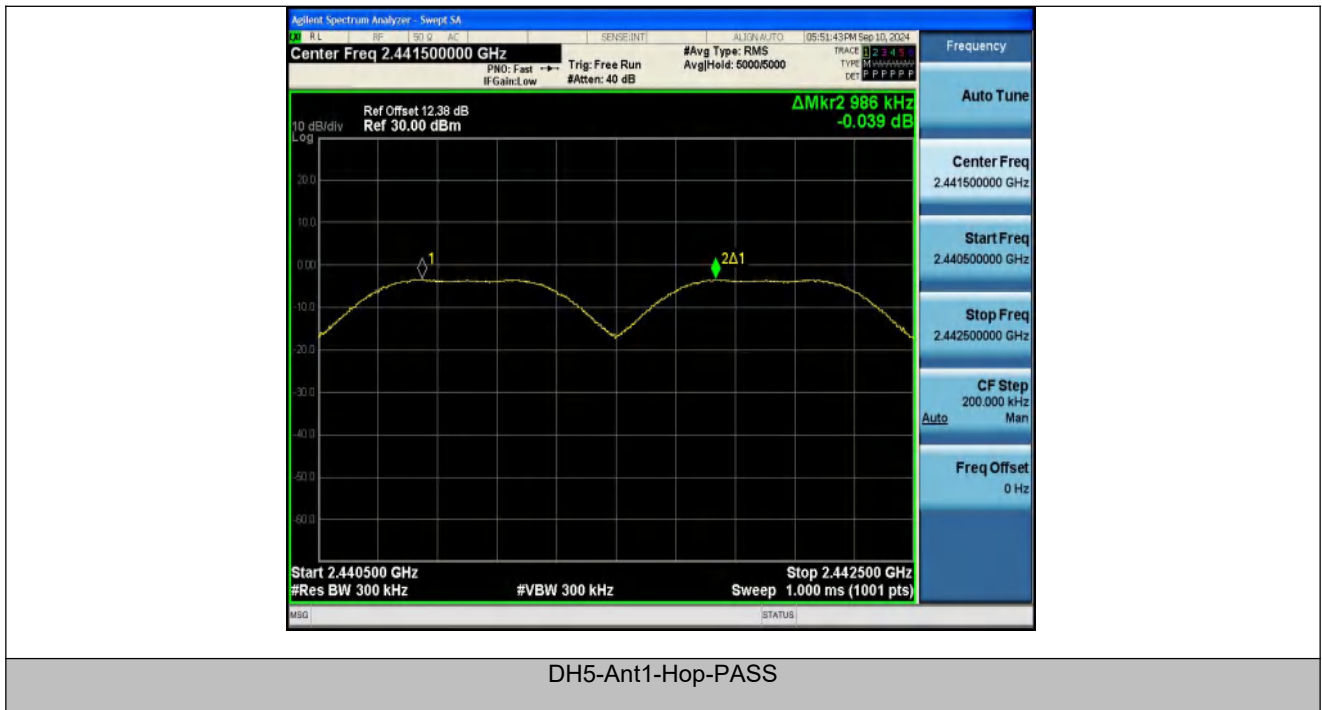 Agilent Spectrum Analyzer - Swept SA
RL RF 50 Ω AC SENSE:INT ALIGN AUTO 05:51:43 PM Sep 10, 2024
Center Freq 2.441500000 GHz
PNO: Fast
IFGain:Low
Trig: Free Run
#Atten: 40 dB
#Avg Type: RMS
Avg|Hold: 5000/5000
TRACE 1 2 3 4 5 6
TYPE M
DET P P P P P P
Ref Offset 12.38 dB
10 dB/div Ref 30.00 dBm
Log
ΔMkr2 986 kHz
-0.039 dB
20.0
10.0
0.00
-10.0
-20.0
-30.0
-40.0
-50.0
-60.0
1
2Δ1
Start 2.440500 GHz Stop 2.442500 GHz
#Res BW 300 kHz #VBW 300 kHz Sweep 1.000 ms (1001 pts)
MSG STATUS
Frequency
Auto Tune
Center Freq
2.441500000 GHz
Start Freq
2.440500000 GHz
Stop Freq
2.442500000 GHz
CF Step
200.000 kHz
Auto Man
Freq Offset
0 Hz
DH5-Ant1-Hop-PASS